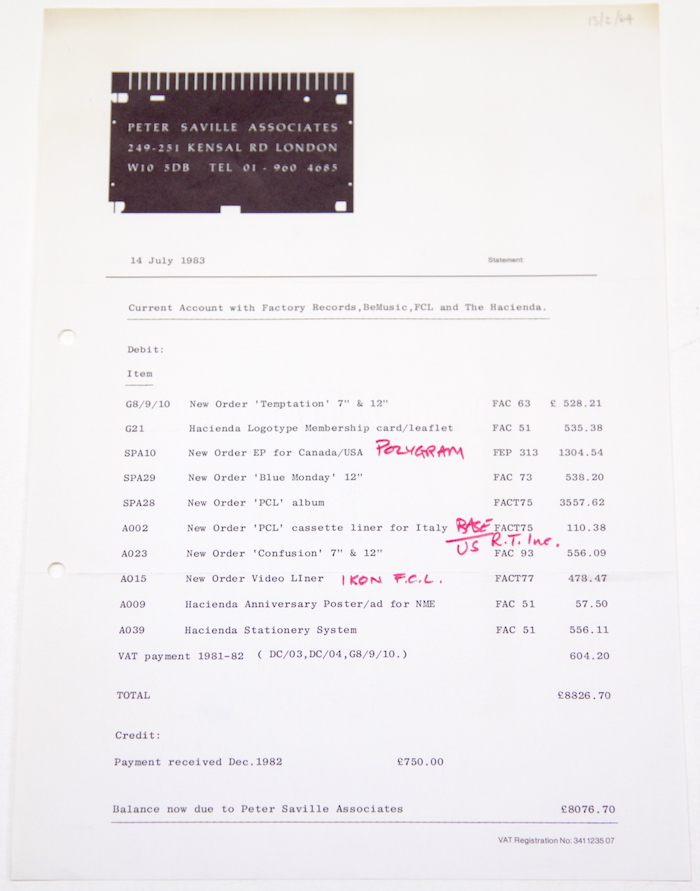 13/2/84
PETER SAVILLE ASSOCIATES
249-251 KENSAL RD LONDON
W10 5DB TEL 01 - 960 4685
14 July 1983 Statement
Current Account with Factory Records,BeMusic,FCL and The Hacienda.
Debit:
Item
G8/9/10 New Order 'Temptation' 7" & 12" FAC 63 £ 528.21
G21 Hacienda Logotype Membership card/leaflet FAC 51 535.38
SPA10 New Order EP for Canada/USA POLYGRAM FEP 313 1304.54
SPA29 New Order 'Blue Monday' 12" FAC 73 538.20
SPA28 New Order 'PCL' album FACT75 3557.62
A002 New Order 'PCL' cassette liner for Italy BASE FACT75 110.38
US R.T. Inc.
A023 New Order 'Confusion' 7" & 12" FAC 93 556.09
A015 New Order Video LIner IKON F.C.L. FACT77 478.47
A009 Hacienda Anniversary Poster/ad for NME FAC 51 57.50
A039 Hacienda Stationery System FAC 51 556.11
VAT payment 1981-82 ( DC/03,DC/04,G8/9/10.) 604.20
TOTAL £8826.70
Credit:
Payment received Dec.1982 £750.00
Balance now due to Peter Saville Associates £8076.70
VAT Registration No: 341 1235 07